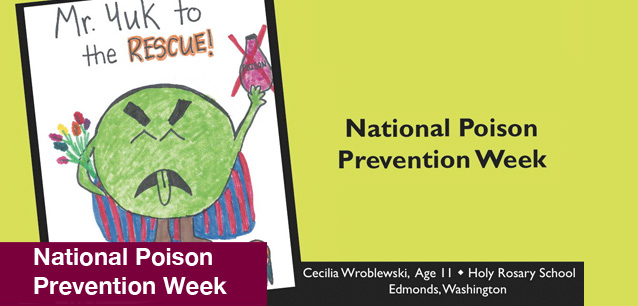 Mr. Yuk to
the RESCUE!
POISON
National Poison
Prevention Week
Cecilia Wroblewski, Age 11 ◆ Holy Rosary School
Edmonds, Washington
National Poison
Prevention Week